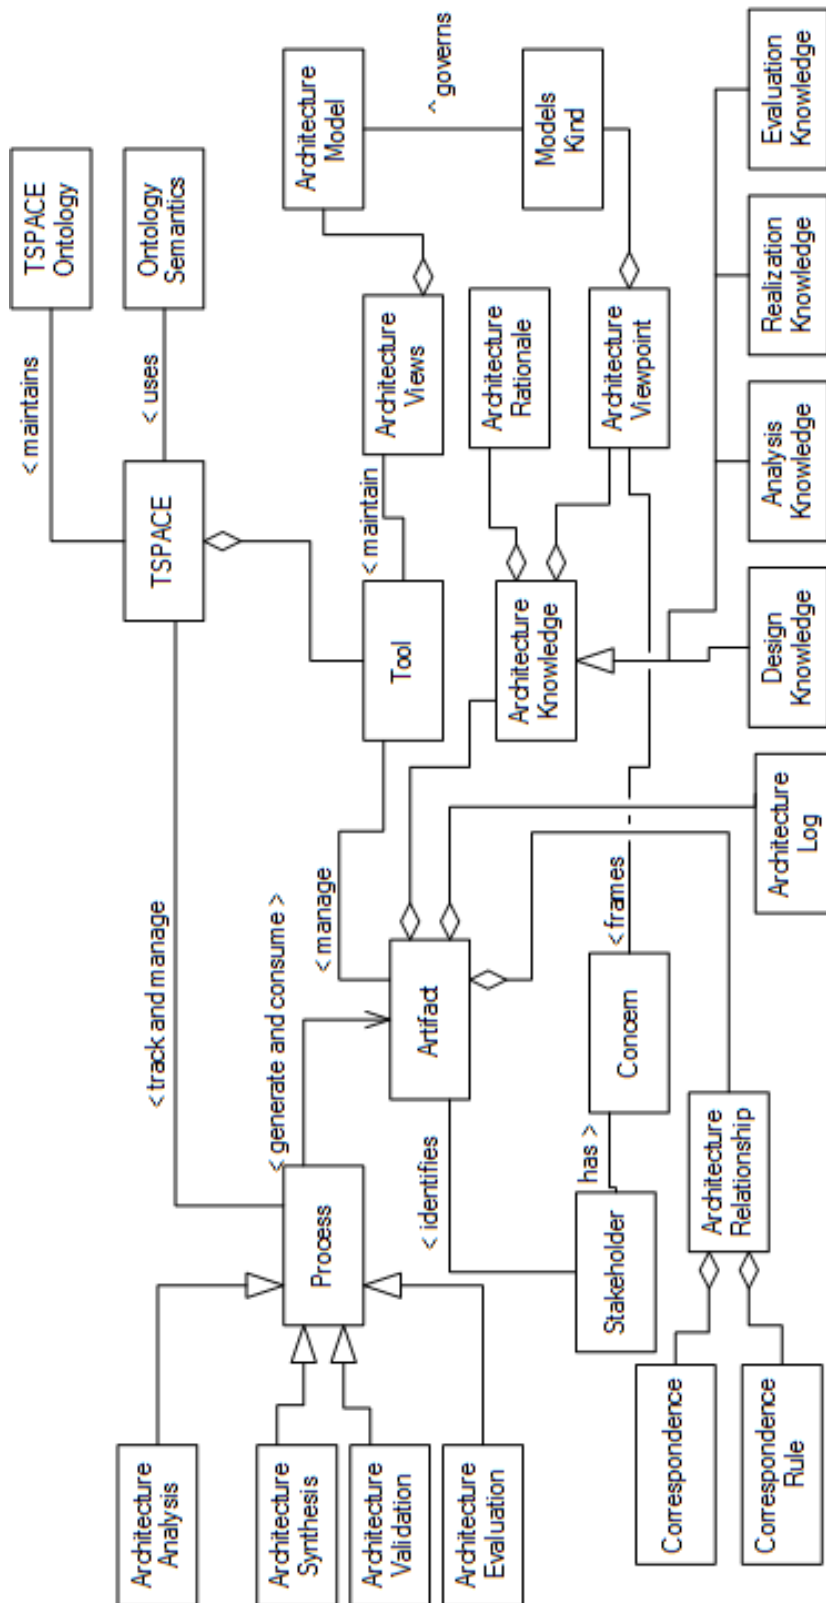 TSPACE
Ontology
Ontology
Semantics
< maintains
< uses
TSPACE
< track and manage
Architecture
Analysis
Architecture
Synthesis
Architecture
Validation
Architecture
Evaluation
Process
< generate and consume >
< manage
Tool
< maintain
Architecture
Views
Architecture
Model
^ governs
Models
Kind
Architecture
Rationale
Architecture
Viewpoint
Architecture
Knowledge
Artifact
< identifies
Stakeholder
has >
Concern
< frames
Architecture
Relationship
Correspondence
Correspondence
Rule
Architecture
Log
Design
Knowledge
Analysis
Knowledge
Realization
Knowledge
Evaluation
Knowledge